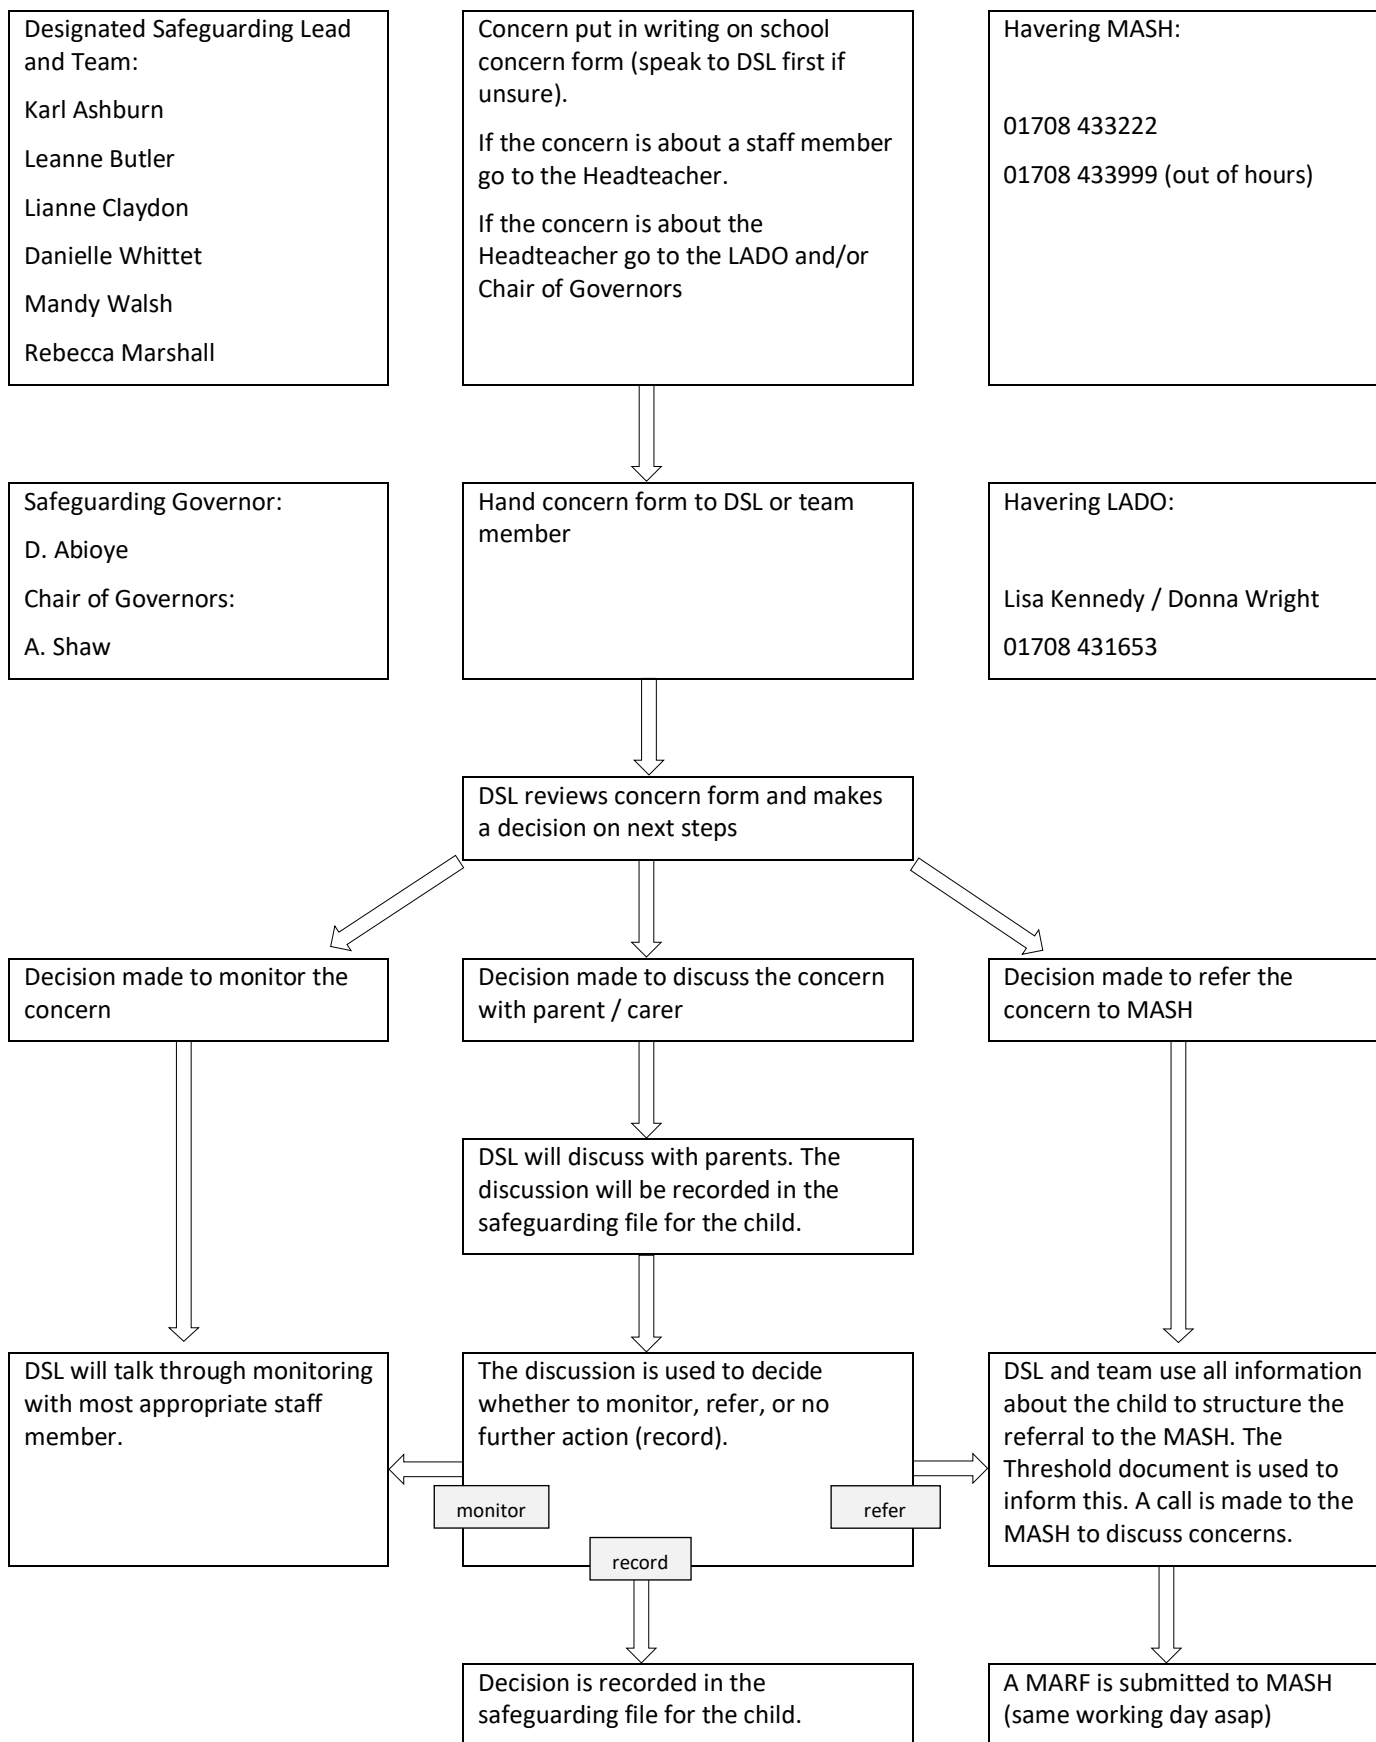 Designated Safeguarding Lead
and Team:
Karl Ashburn
Leanne Butler
Lianne Claydon
Danielle Whittet
Mandy Walsh
Rebecca Marshall
Concern put in writing on school
concern form (speak to DSL first if
unsure).
If the concern is about a staff member
go to the Headteacher.
If the concern is about the
Headteacher go to the LADO and/or
Chair of Governors
Havering MASH:
01708 433222
01708 433999 (out of hours)
Safeguarding Governor:
D. Abioye
Chair of Governors:
A. Shaw
Hand concern form to DSL or team
member
Havering LADO:
Lisa Kennedy / Donna Wright
01708 431653
DSL reviews concern form and makes
a decision on next steps
Decision made to monitor the
concern
Decision made to discuss the concern
with parent / carer
Decision made to refer the
concern to MASH
DSL will discuss with parents. The
discussion will be recorded in the
safeguarding file for the child.
DSL will talk through monitoring
with most appropriate staff
member.
The discussion is used to decide
whether to monitor, refer, or no
further action (record).
monitor
refer
record
DSL and team use all information
about the child to structure the
referral to the MASH. The
Threshold document is used to
inform this. A call is made to the
MASH to discuss concerns.
Decision is recorded in the
safeguarding file for the child.
A MARF is submitted to MASH
(same working day asap)